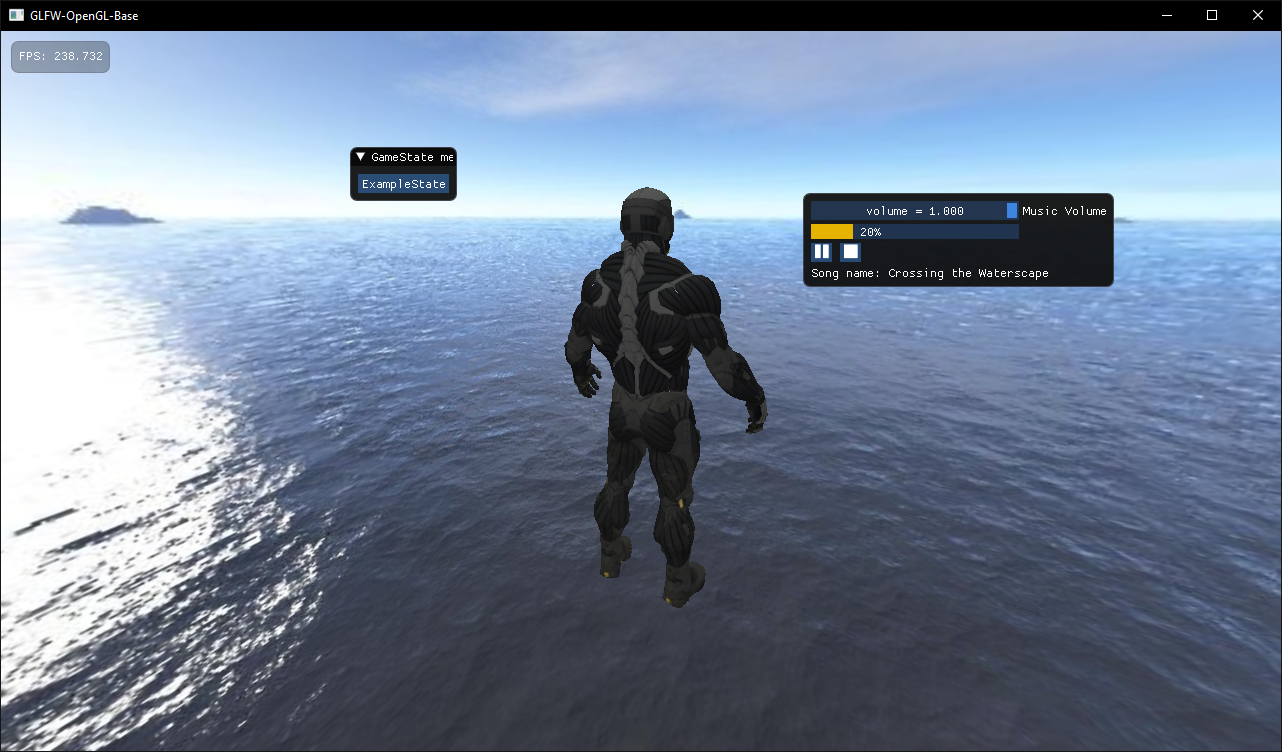 GLFW-OpenGL-Base
FPS: 238.732
GameState me
ExampleState
volume = 1.000 Music Volume
20%
Song name: Crossing the Waterscape